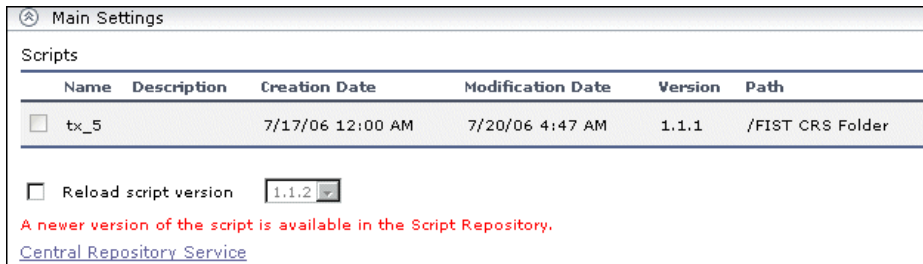 Main Settings
Scripts
Name Description Creation Date Modification Date Version Path
tx_5 7/17/06 12:00 AM 7/20/06 4:47 AM 1.1.1 /FIST CRS Folder
Reload script version 1.1.2
A newer version of the script is available in the Script Repository.
Central Repository Service